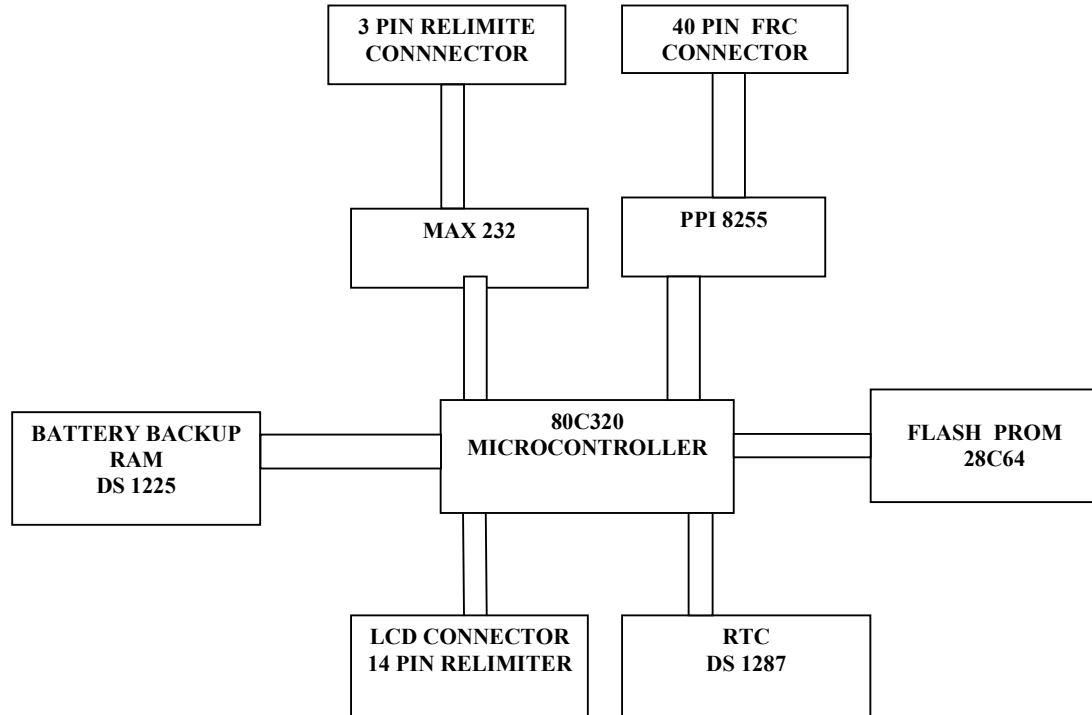 3 PIN RELIMITE
CONNNECTOR
40 PIN FRC
CONNECTOR
MAX 232
PPI 8255
BATTERY BACKUP
RAM
DS 1225
80C320
MICROCONTROLLER
FLASH PROM
28C64
LCD CONNECTOR
14 PIN RELIMITER
RTC
DS 1287